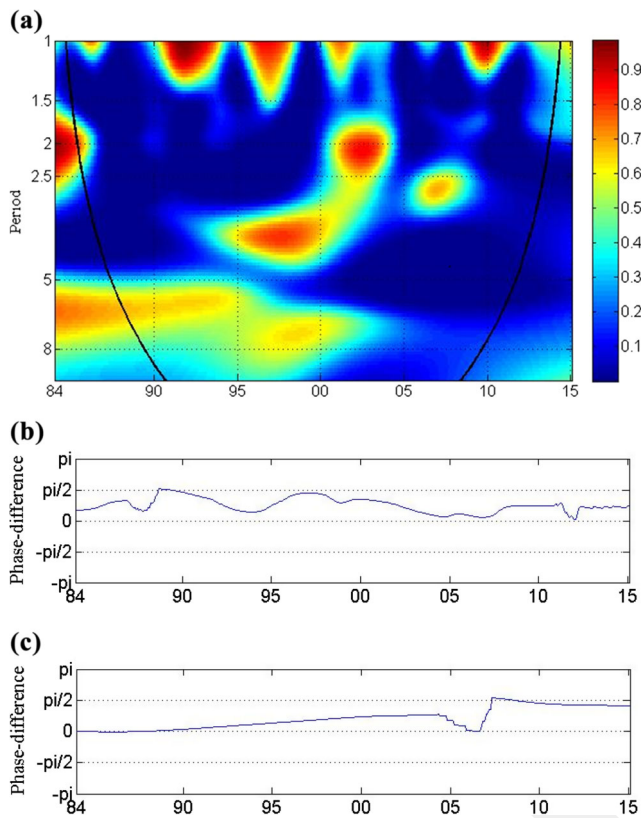 (a)
1
1.5
2
2.5
5
8
Period
84 90 95 00 05 10 15
0.9
0.8
0.7
0.6
0.5
0.4
0.3
0.2
0.1
(b)
Phase-difference
pi
pi/2
0
-pi/2
-pi
84 90 95 00 05 10 15
(c)
Phase-difference
pi
pi/2
0
-pi/2
-pi
84 90 95 00 05 10 15